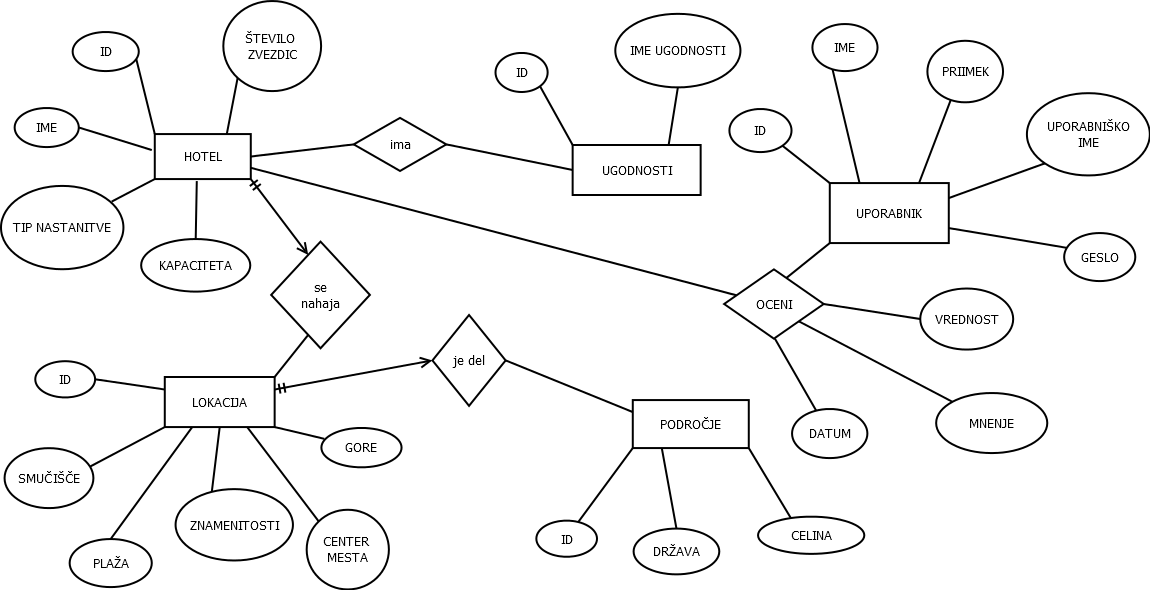 ŠTEVILO
ZVEZDIC
ID
IME
HOTEL
TIP NASTANITVE
KAPACITETA
ima
ID
IME UGODNOSTI
UGODNOSTI
IME
PRIIMEK
ID
UPORABNIŠKO
IME
UPORABNIK
GESLO
se
nahaja
OCENI
VREDNOST
MNENJE
DATUM
je del
ID
LOKACIJA
GORE
SMUČIŠČE
PLAŽA
ZNAMENITOSTI
CENTER
MESTA
PODROČJE
ID
DRŽAVA
CELINA